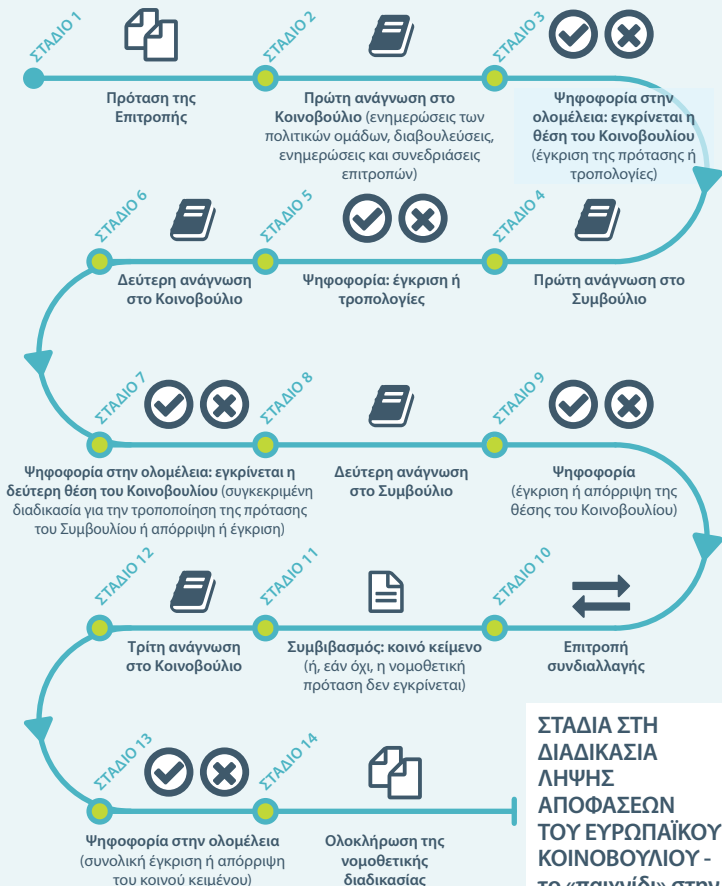 ΣΤΑΔΙΟ 1
Πρόταση της
Επιτροπής
ΣΤΑΔΙΟ 2
Πρώτη ανάγνωση στο
Κοινοβούλιο (ενημερώσεις των
πολιτικών ομάδων, διαβουλεύσεις,
ενημερώσεις και συνεδριάσεις
επιτροπών)
ΣΤΑΔΙΟ 3
Ψηφοφορία στην
ολομέλεια: εγκρίνεται η
θέση του Κοινοβουλίου
(έγκριση της πρότασης ή
τροπολογίες)
ΣΤΑΔΙΟ 4
Πρώτη ανάγνωση στο
Συμβούλιο
ΣΤΑΔΙΟ 5
Ψηφοφορία: έγκριση ή
τροπολογίες
ΣΤΑΔΙΟ 6
Δεύτερη ανάγνωση
στο Κοινοβούλιο
ΣΤΑΔΙΟ 7
Ψηφοφορία στην ολομέλεια: εγκρίνεται η
δεύτερη θέση του Κοινοβουλίου (συγκεκριμένη
διαδικασία για την τροποποίηση της πρότασης
του Συμβουλίου ή απόρριψη ή έγκριση)
ΣΤΑΔΙΟ 8
Δεύτερη ανάγνωση
στο Συμβούλιο
ΣΤΑΔΙΟ 9
Ψηφοφορία
(έγκριση ή απόρριψη της
θέσης του Κοινοβουλίου)
ΣΤΑΔΙΟ 10
Επιτροπή
συνδιαλλαγής
ΣΤΑΔΙΟ 11
Συμβιβασμός: κοινό κείμενο
(ή, εάν όχι, η νομοθετική
πρόταση δεν εγκρίνεται)
ΣΤΑΔΙΟ 12
Τρίτη ανάγνωση
στο Κοινοβούλιο
ΣΤΑΔΙΟ 13
Ψηφοφορία στην ολομέλεια
(συνολική έγκριση ή απόρριψη
του κοινού κειμένου)
ΣΤΑΔΙΟ 14
Ολοκλήρωση της
νομοθετικής
διαδικασίας
ΣΤΑΔΙΑ ΣΤΗ
ΔΙΑΔΙΚΑΣΙΑ
ΛΗΨΗΣ
ΑΠΟΦΑΣΕΩΝ
ΤΟΥ ΕΥΡΩΠΑΪΚΟΥ
ΚΟΙΝΟΒΟΥΛΙΟΥ -
το «παιχνίδι» στην